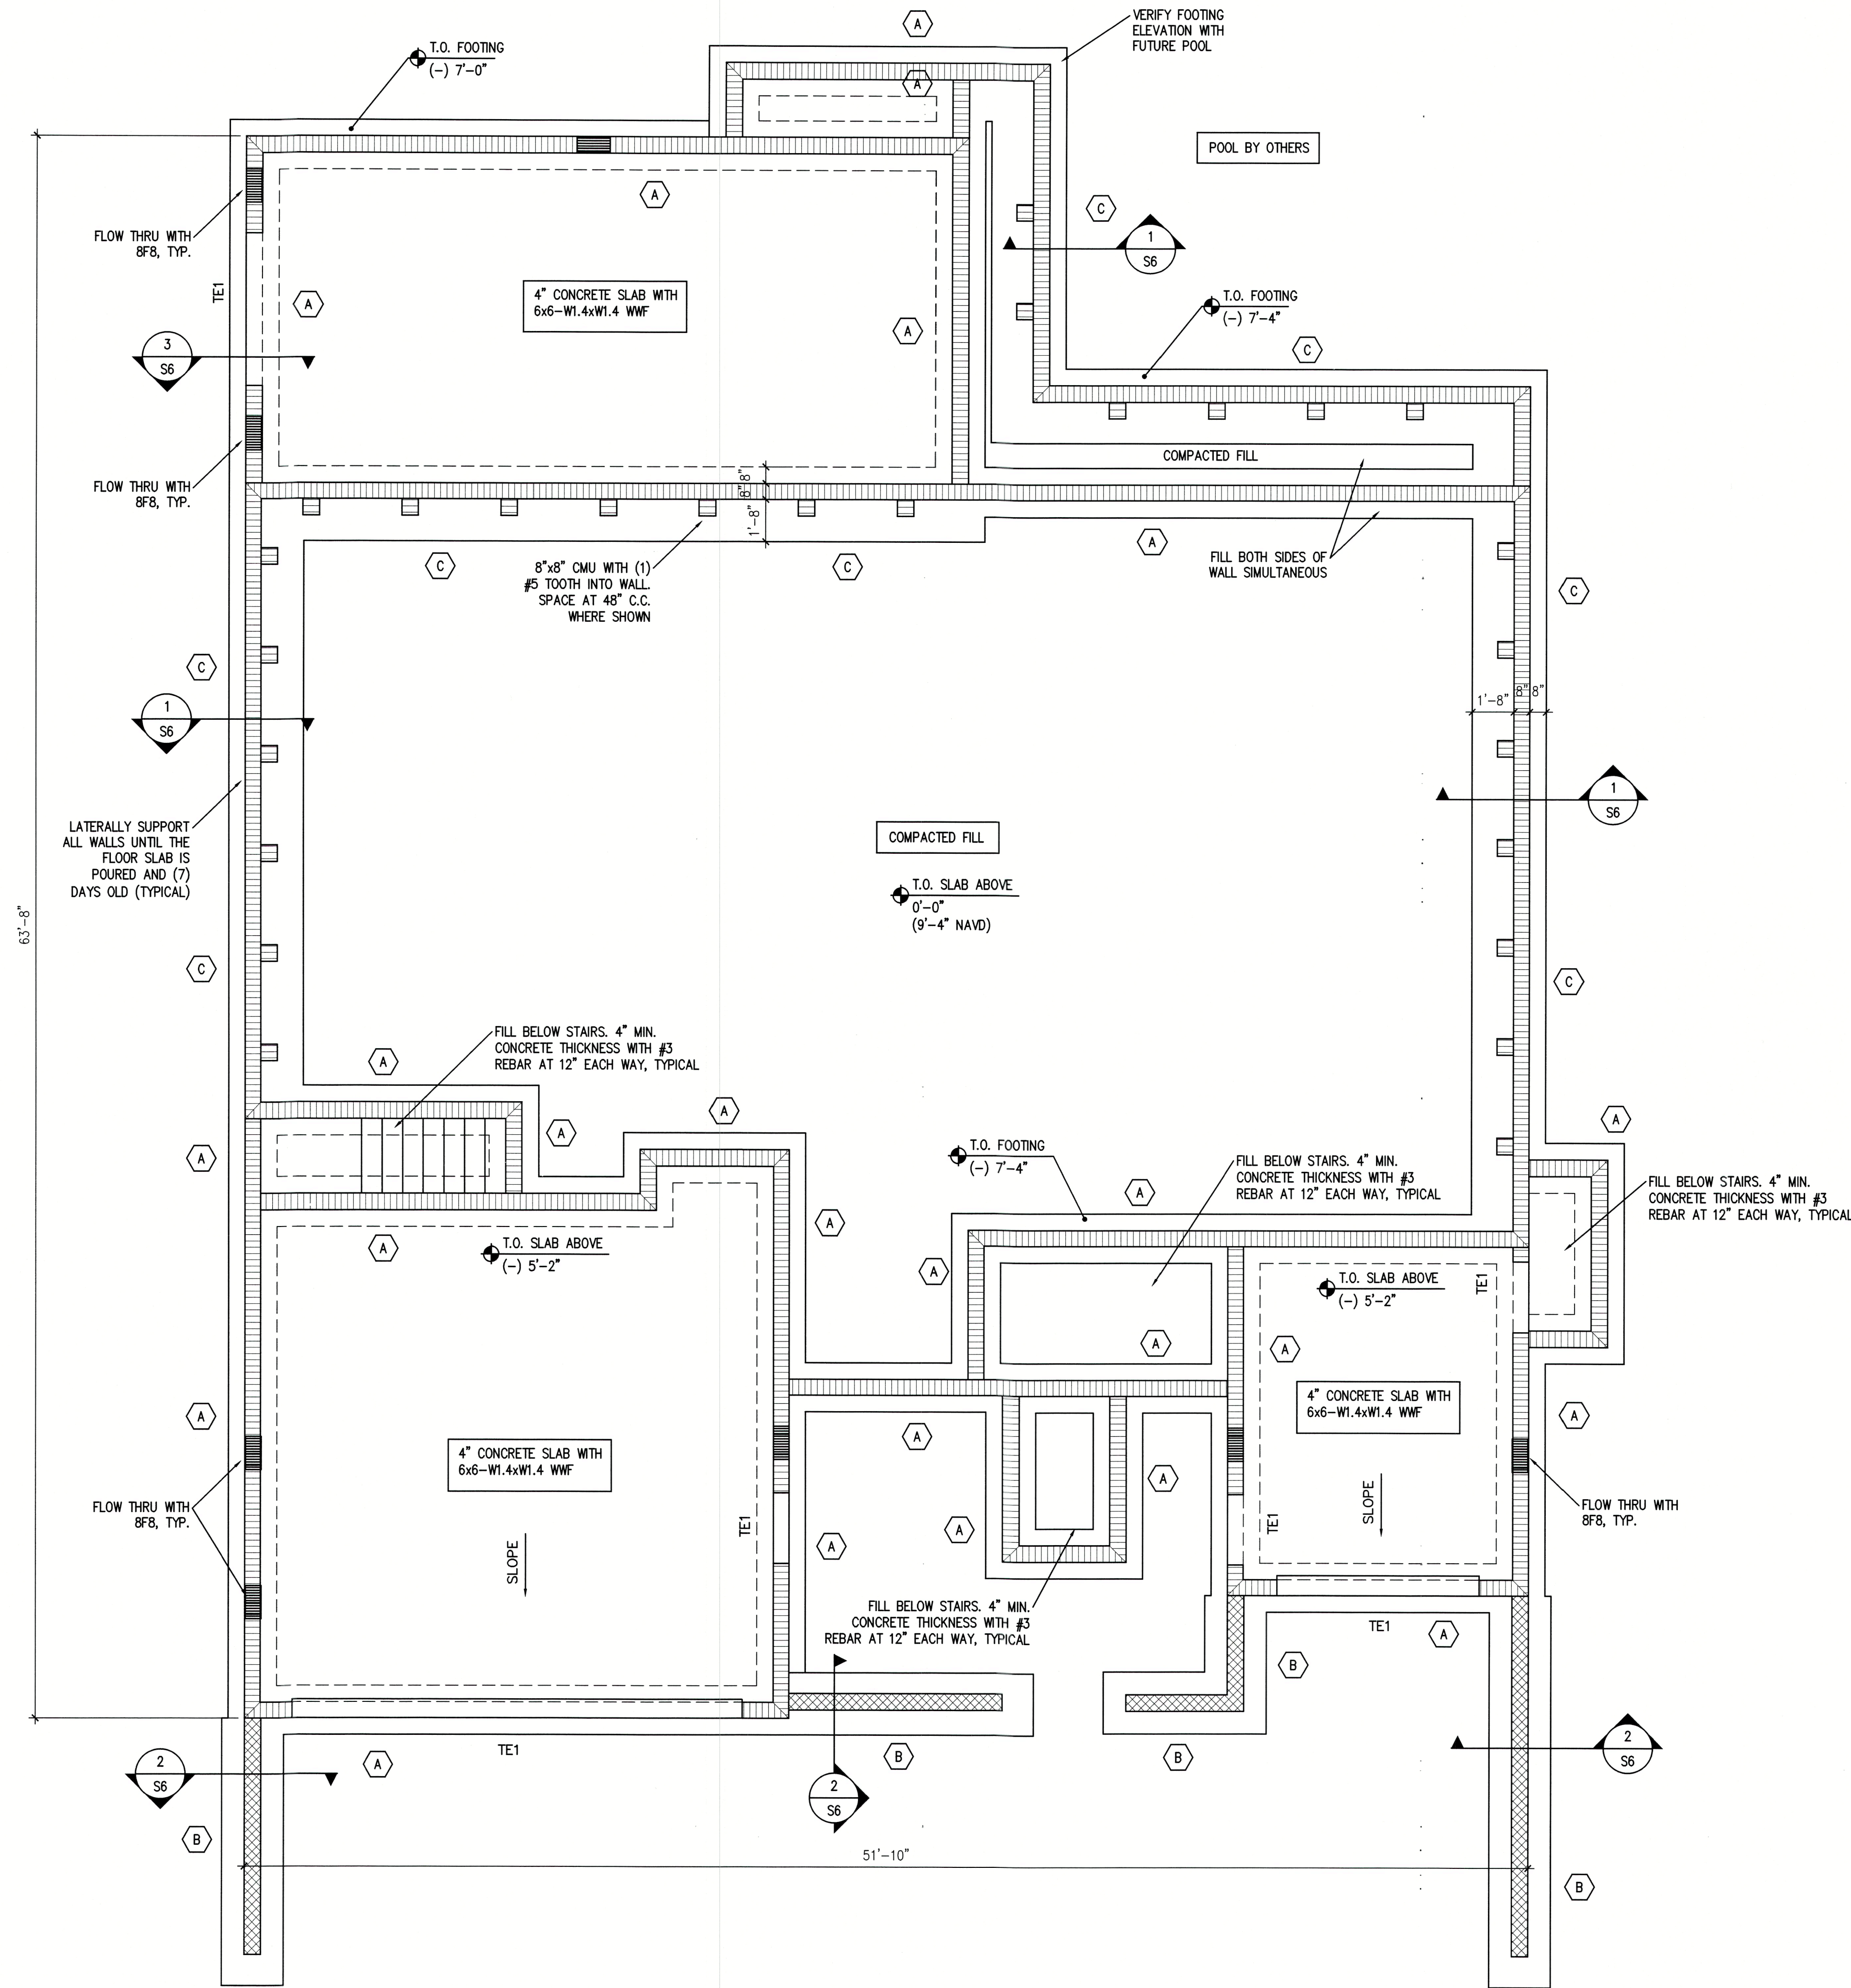 A
VERIFY FOOTING
ELEVATION WITH
FUTURE POOL
T.O. FOOTING
(-) 7'-0"
A
POOL BY OTHERS
A
C
FLOW THRU WITH
8F8, TYP.
1
S6
TE1
A
4" CONCRETE SLAB WITH
6x6-W1.4xW1.4 WWF
A
T.O. FOOTING
(-) 7'-4"
3
S6
C
FLOW THRU WITH
8F8, TYP.
COMPACTED FILL
8" 8"
1'-8"
C
8"x8" CMU WITH (1)
#5 TOOTH INTO WALL.
SPACE AT 48" C.C.
WHERE SHOWN
C
A
FILL BOTH SIDES OF
WALL SIMULTANEOUS
C
C
1
S6
1'-8" 8" 8"
LATERALLY SUPPORT
ALL WALLS UNTIL THE
FLOOR SLAB IS
POURED AND (7)
DAYS OLD (TYPICAL)
COMPACTED FILL
1
S6
T.O. SLAB ABOVE
0'-0"
(9'-4" NAVD)
63'-8"
C
C
FILL BELOW STAIRS. 4" MIN.
CONCRETE THICKNESS WITH #3
REBAR AT 12" EACH WAY, TYPICAL
A
A
A
A
A
T.O. FOOTING
(-) 7'-4"
FILL BELOW STAIRS. 4" MIN.
CONCRETE THICKNESS WITH #3
REBAR AT 12" EACH WAY, TYPICAL
A
FILL BELOW STAIRS. 4" MIN.
CONCRETE THICKNESS WITH #3
REBAR AT 12" EACH WAY, TYPICAL
A
A
T.O. SLAB ABOVE
(-) 5'-2"
A
TE1
T.O. SLAB ABOVE
(-) 5'-2"
A
A
4" CONCRETE SLAB WITH
6x6-W1.4xW1.4 WWF
A
A
A
4" CONCRETE SLAB WITH
6x6-W1.4xW1.4 WWF
A
FLOW THRU WITH
8F8, TYP.
SLOPE
TE1
A
A
TE1
SLOPE
FLOW THRU WITH
8F8, TYP.
FILL BELOW STAIRS. 4" MIN.
CONCRETE THICKNESS WITH #3
REBAR AT 12" EACH WAY, TYPICAL
TE1
A
B
2
S6
A
TE1
B
B
2
S6
2
S6
B
51'-10"
B